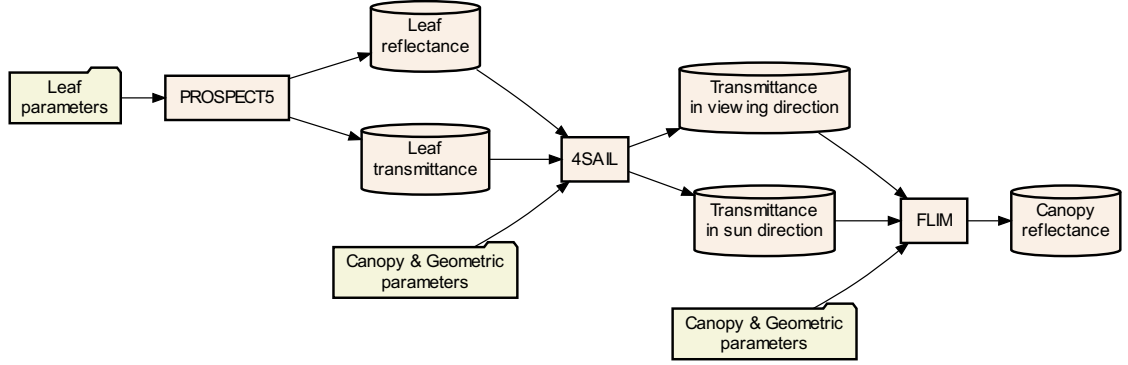 Leaf
parameters
PROSPECT5
Leaf
reflectance
Leaf
transmittance
Canopy & Geometric
parameters
4SAIL
Transmittance
in viewing direction
Transmittance
in sun direction
Canopy & Geometric
parameters
FLIM
Canopy
reflectance